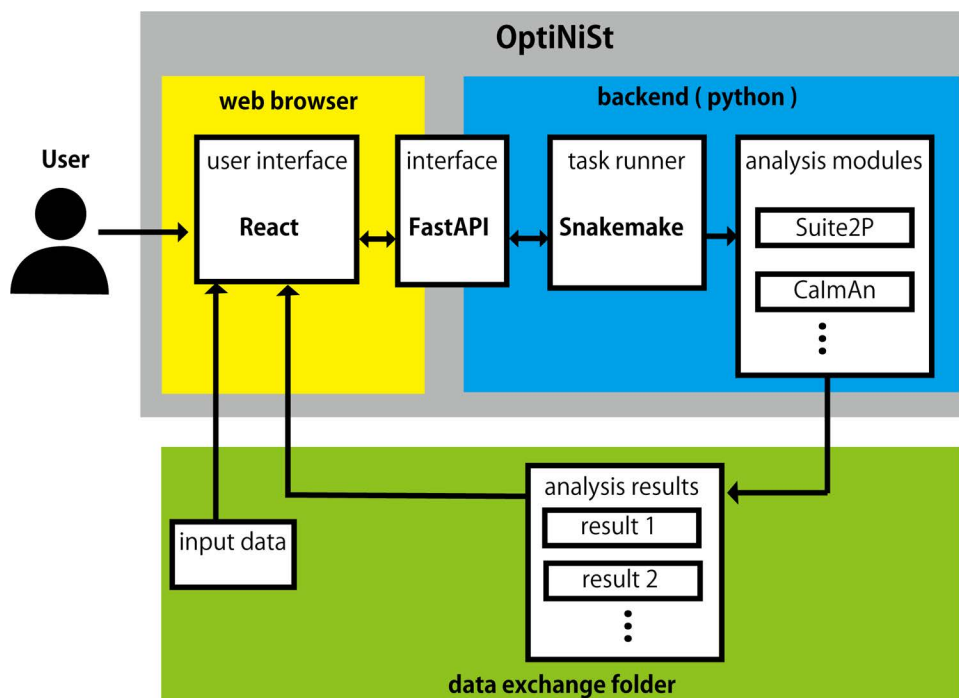 OptiNiSt
web browser
backend ( python )
User
user interface
React
interface
FastAPI
task runner
Snakemake
analysis modules
Suite2P
CalmAn
input data
analysis results
result 1
result 2
data exchange folder